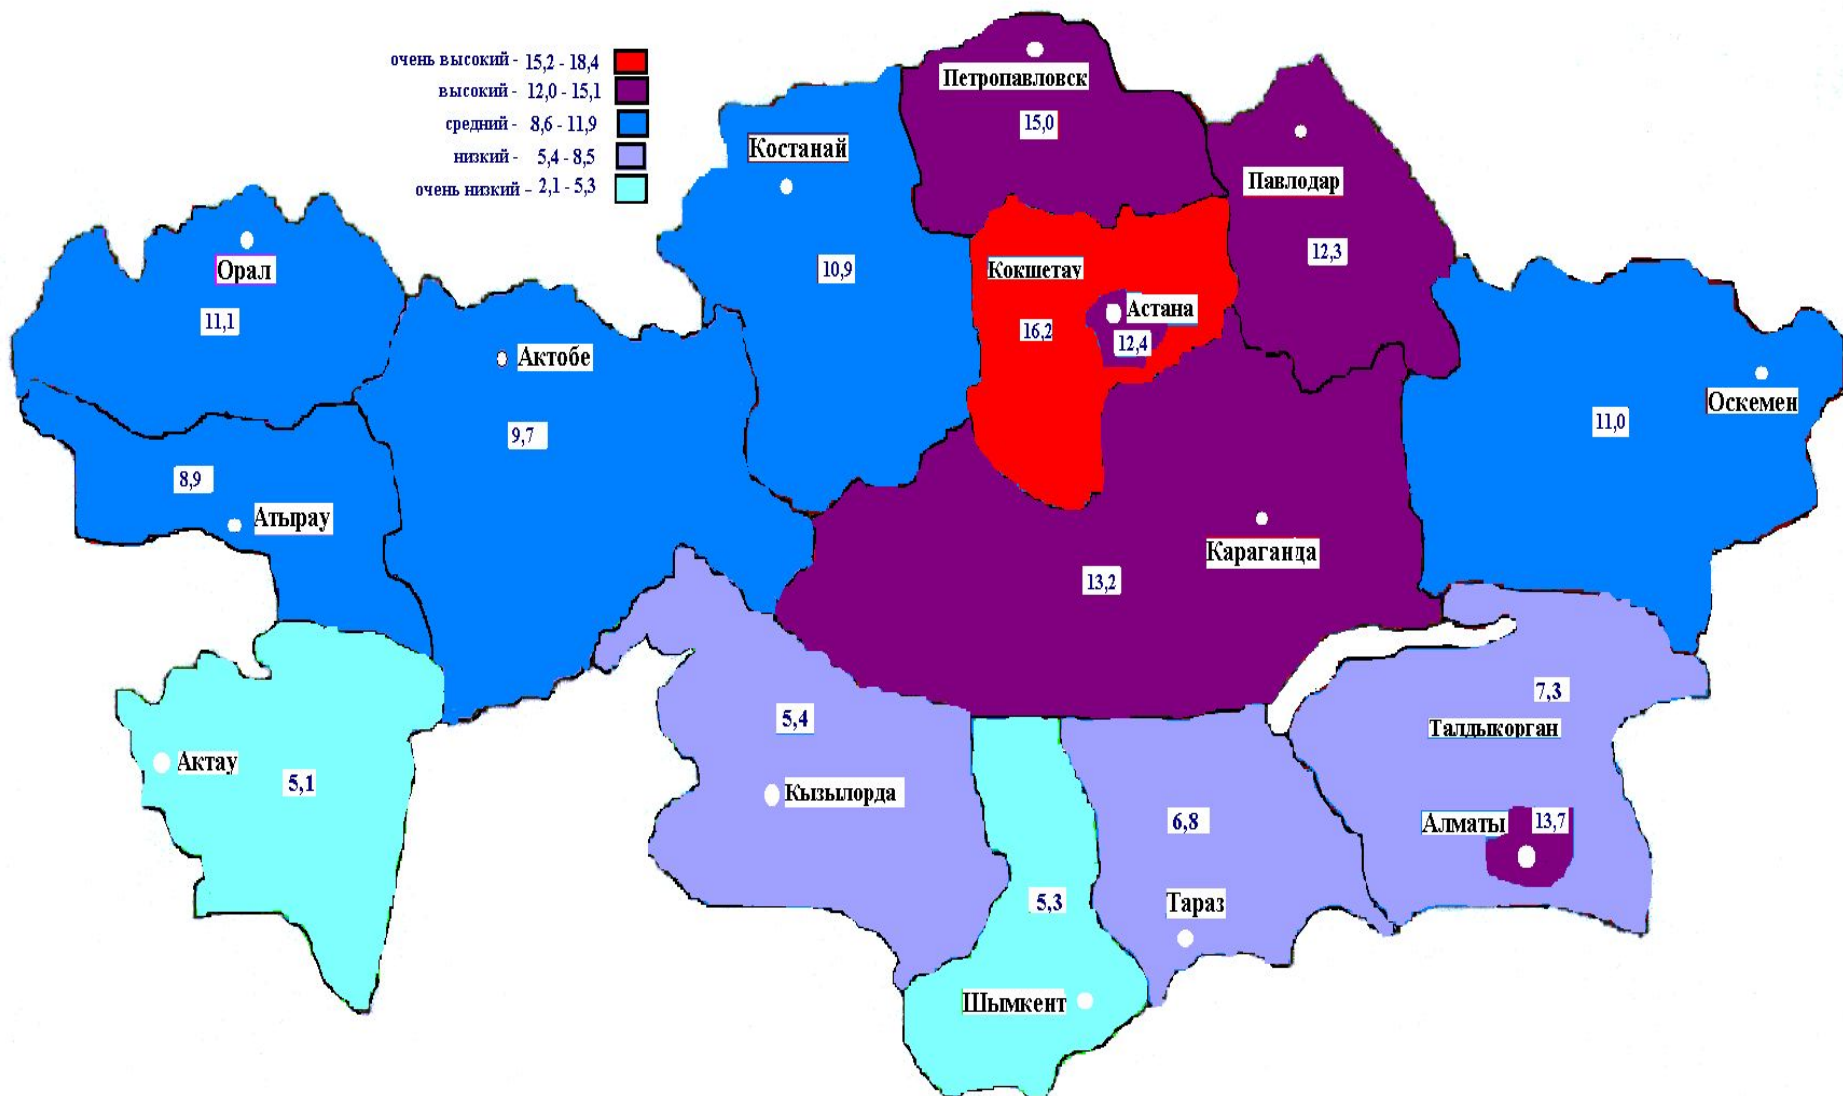 очень высокий - 15,2 - 18,4
высокий - 12,0 - 15,1
средний - 8,6 - 11,9
низкий - 5,4 - 8,5
очень низкий - 2,1 - 5,3
Петропавловск
15,0
Костанай
10,9
Павлодар
12,3
Орал
11,1
Кокшетау
16,2
Астана
12,4
Актобе
9,7
Оскемен
11,0
8,9
Атырау
Караганда
13,2
7,3
Талдыкорган
5,4
Кызылорда
Актау
5,1
6,8
Тараз
Алматы
13,7
5,3
Шымкент